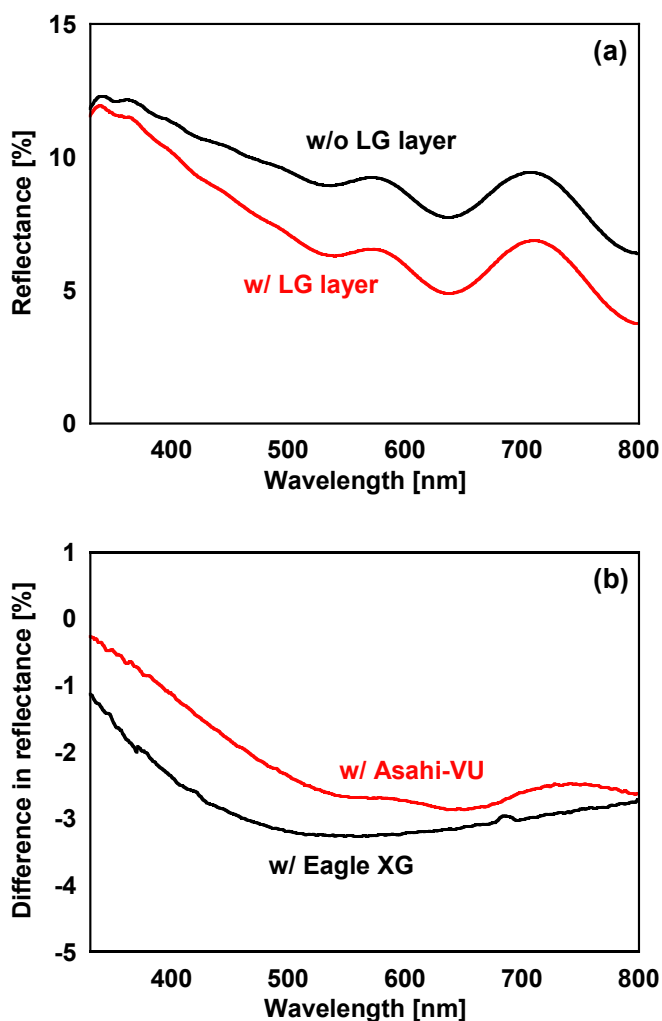 (a)
15
10
5
0
Reflectance [%]
w/o LG layer
w/ LG layer
400 500 600 700 800
Wavelength [nm]
(b)
1
0
-1
-2
-3
-4
-5
Difference in reflectance [%]
w/ Asahi-VU
w/ Eagle XG
400 500 600 700 800
Wavelength [nm]